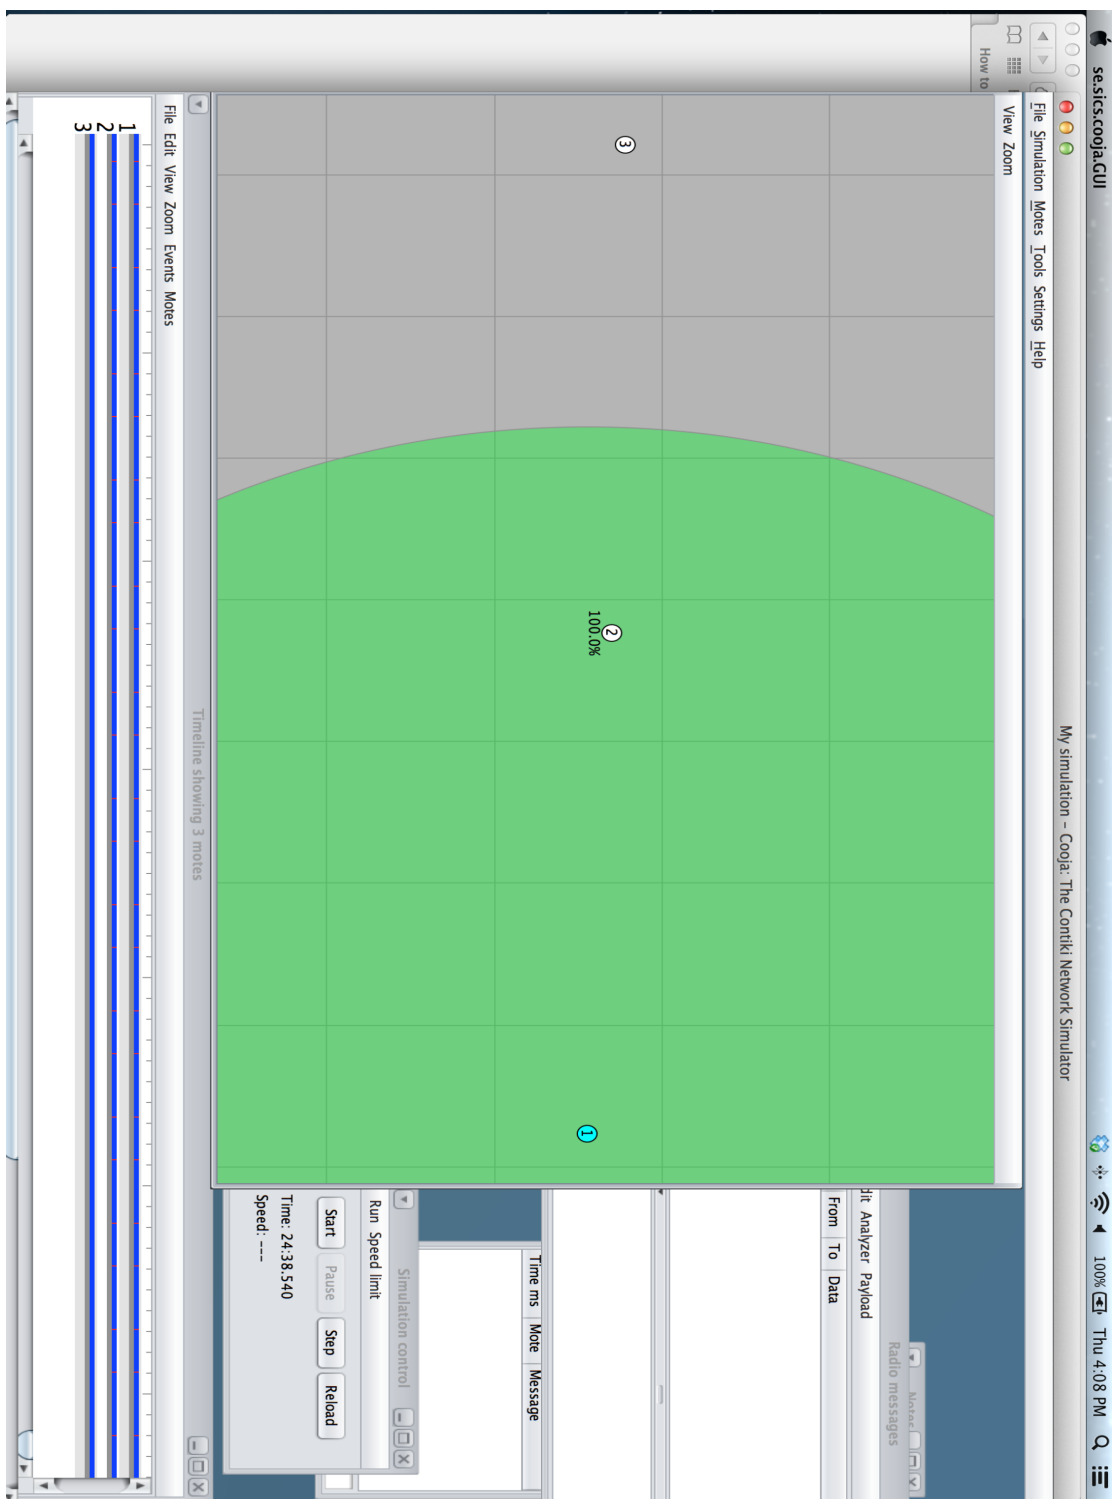 se.sics.cooja.GUI
100%
Thu 4:08 PM
My simulation – Cooja: The Contiki Network Simulator
File Simulation Motes Tools Settings Help
How to
View Zoom
3
2
100.0%
1
Notes
Radio messages
dit Analyzer Payload
From To Data
Time ms Mote Message
Simulation control
Run Speed limit
Start Pause Step Reload
Time: 24:38.540
Speed: ---
Timeline showing 3 motes
File Edit View Zoom Events Motes
1
2
3